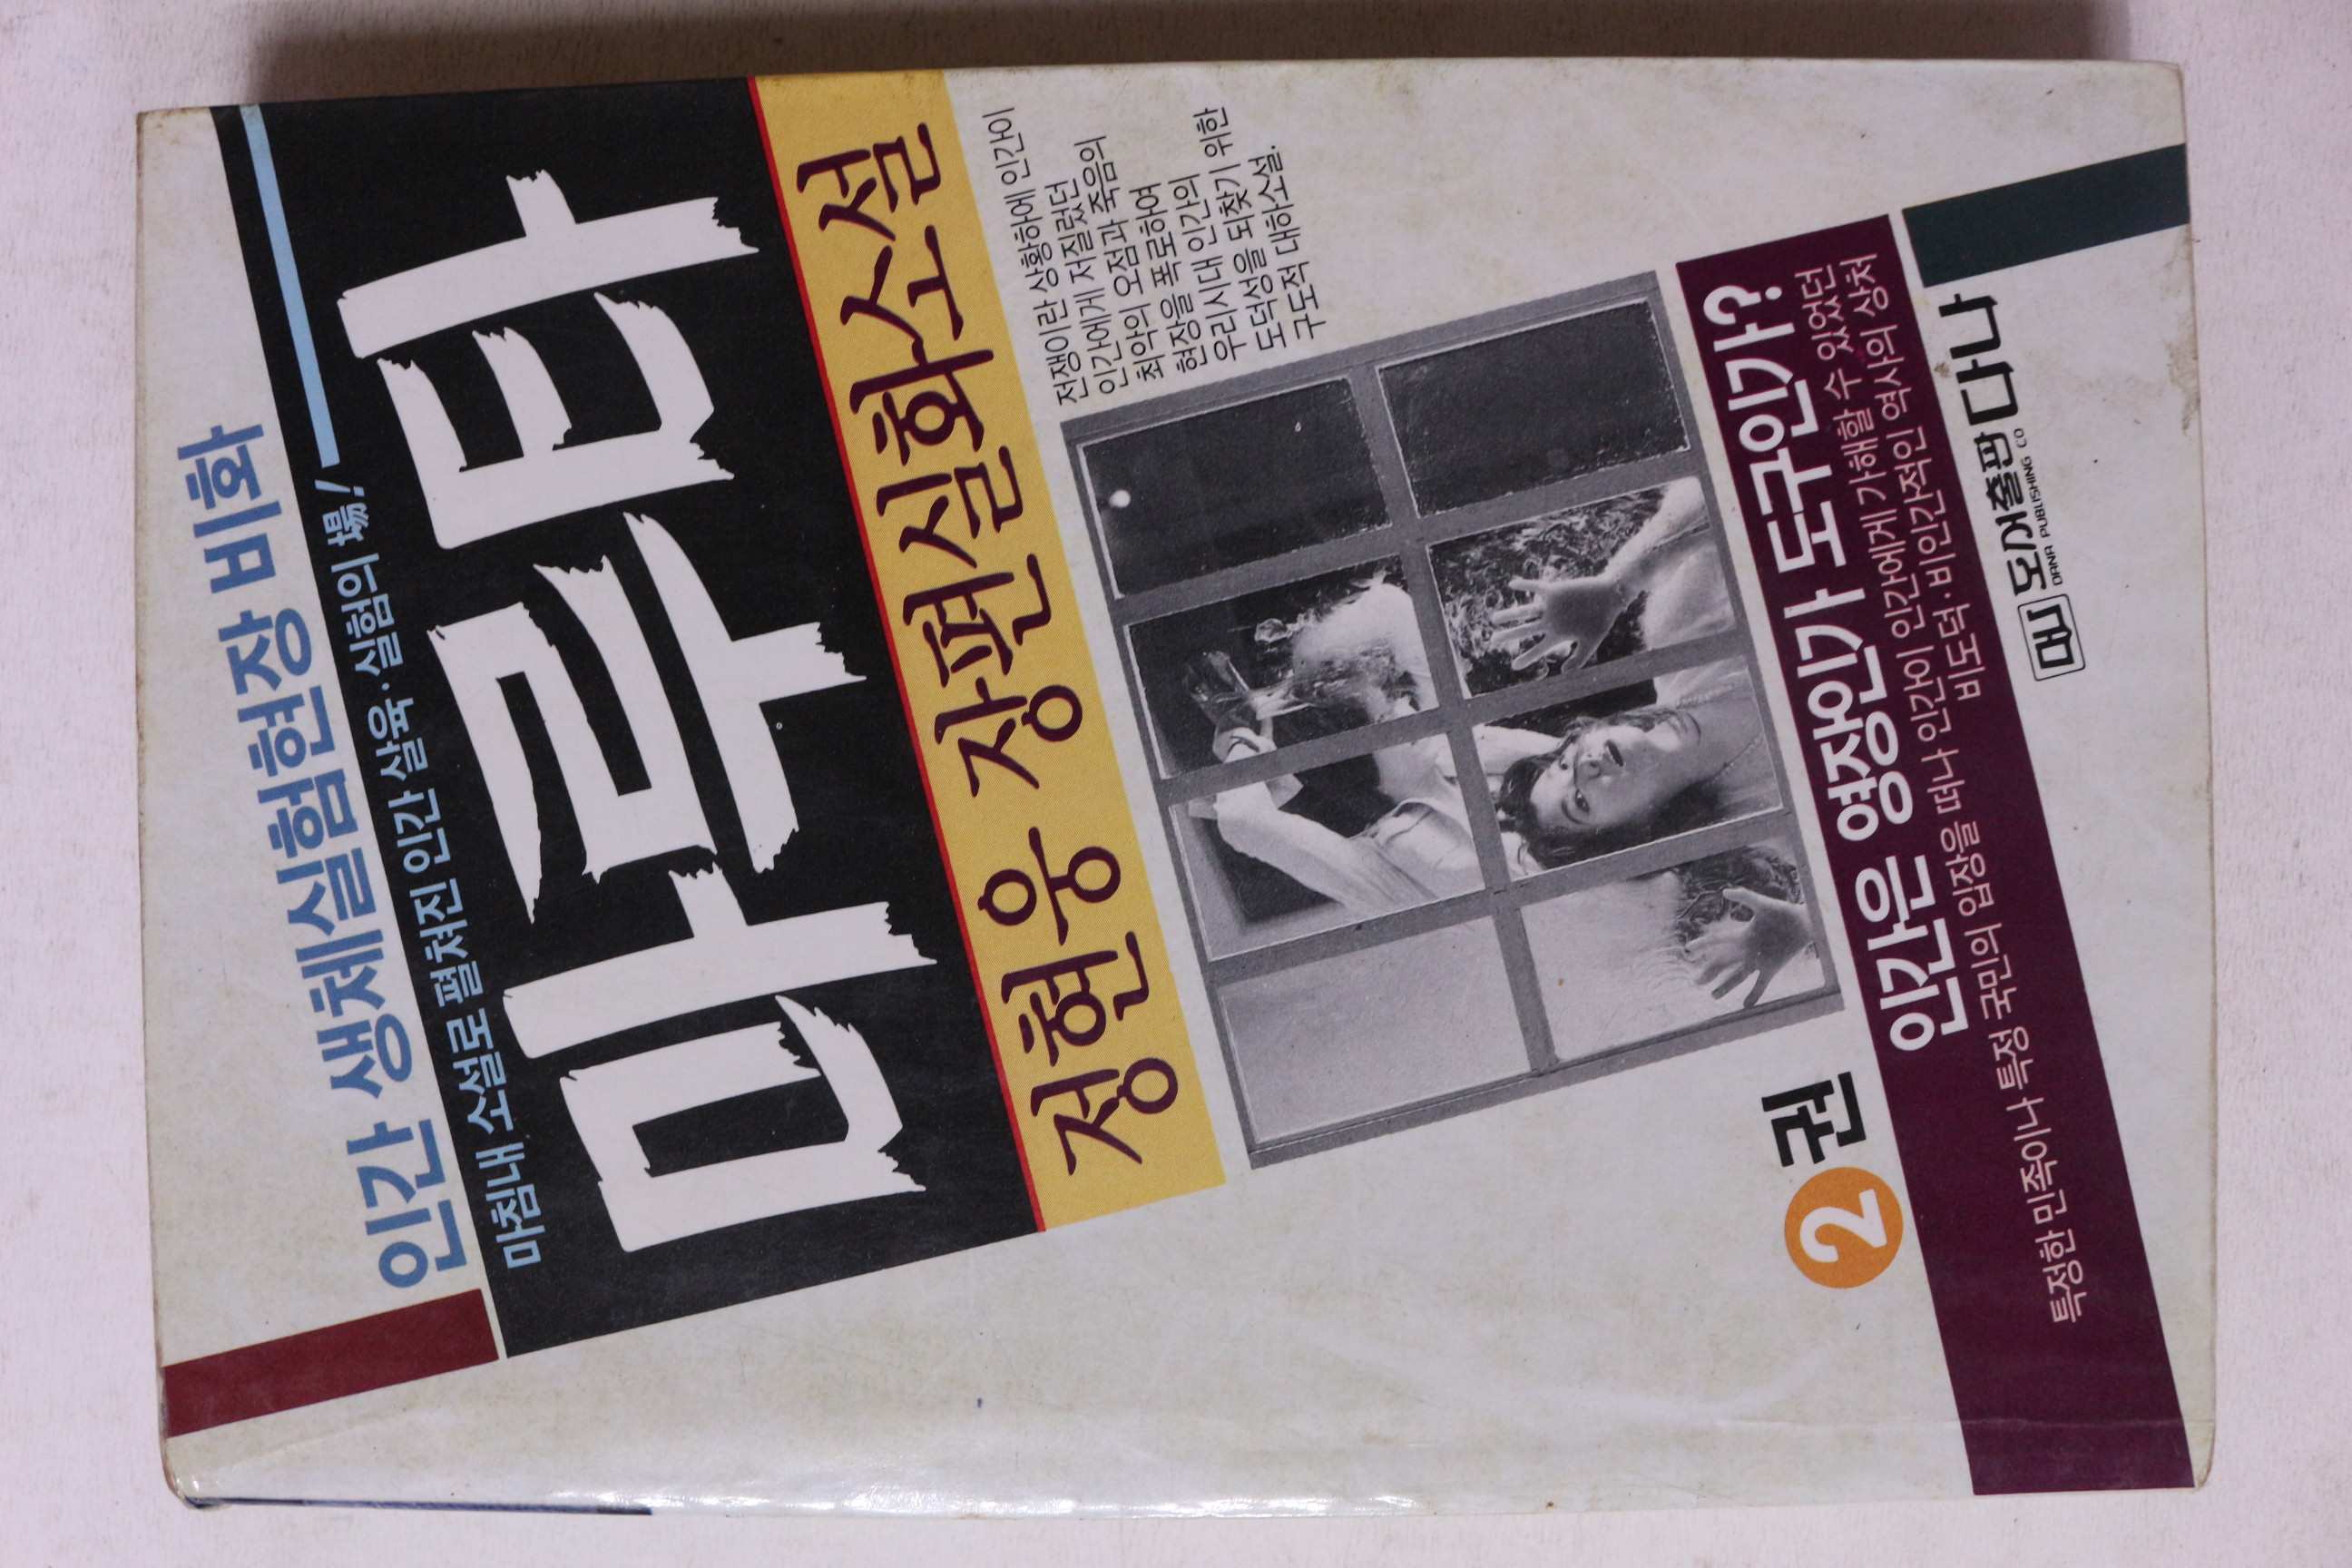 인간 생체실험현장 비화
마침내 소설로 펼쳐진 인간 살육·실험의 場!
마루타
정현웅 장편실화소설
전쟁이란 상황하에 인간이
인간에게 저질렀던
최악의 오점과 죽음의
현장을 폭로하여
우리시대 인간의
도덕성을 되찾기 위한
구도적 대하소설.
2권
인간은 영장인가 도구인가?
특정한 민족이나 특정 국민의 입장을 떠나 인간이 인간에게 가해할 수 있었던
비도덕·비인간적인 역사의 상처
도서출판 다나
DANA PUBLISHING CO